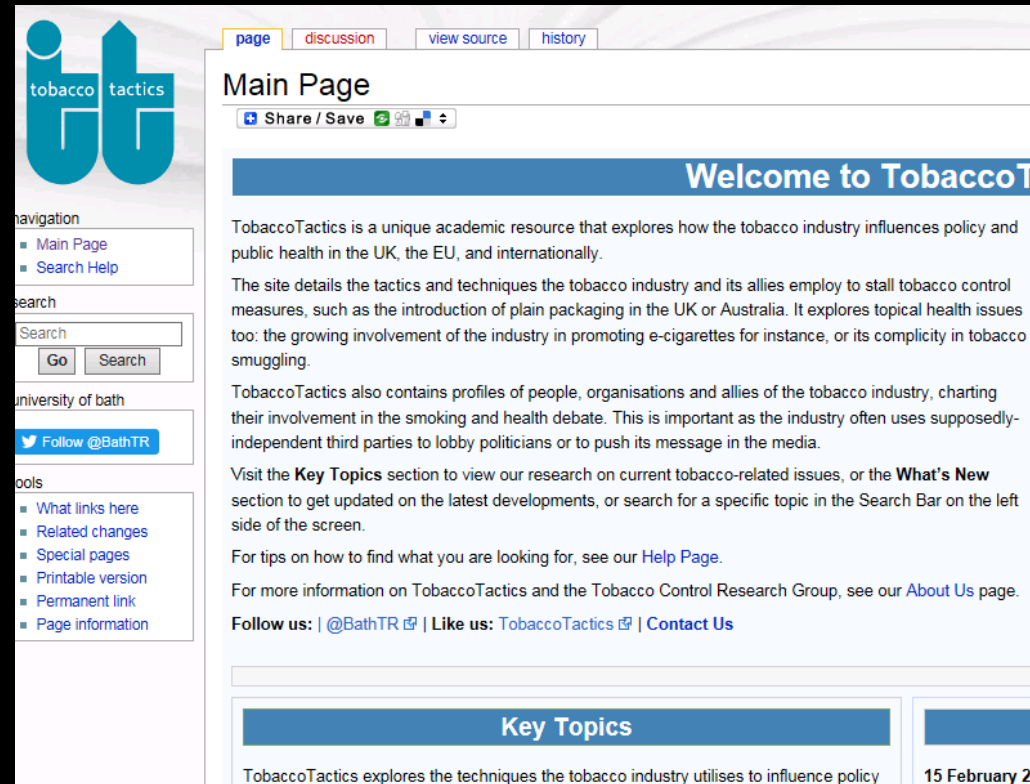 tobacco tactics
page discussion view source history
Main Page
Share / Save
Welcome to TobaccoT
navigation
Main Page
Search Help
search
Search
Go Search
university of bath
Follow @BathTR
tools
What links here
Related changes
Special pages
Printable version
Permanent link
Page information
TobaccoTactics is a unique academic resource that explores how the tobacco industry influences policy and
public health in the UK, the EU, and internationally.
The site details the tactics and techniques the tobacco industry and its allies employ to stall tobacco control
measures, such as the introduction of plain packaging in the UK or Australia. It explores topical health issues
too: the growing involvement of the industry in promoting e-cigarettes for instance, or its complicity in tobacco
smuggling.
TobaccoTactics also contains profiles of people, organisations and allies of the tobacco industry, charting
their involvement in the smoking and health debate. This is important as the industry often uses supposedly-
independent third parties to lobby politicians or to push its message in the media.
Visit the Key Topics section to view our research on current tobacco-related issues, or the What's New
section to get updated on the latest developments, or search for a specific topic in the Search Bar on the left
side of the screen.
For tips on how to find what you are looking for, see our Help Page.
For more information on TobaccoTactics and the Tobacco Control Research Group, see our About Us page.
Follow us: | @BathTR | Like us: TobaccoTactics | Contact Us
Key Topics
TobaccoTactics explores the techniques the tobacco industry utilises to influence policy
15 February 2